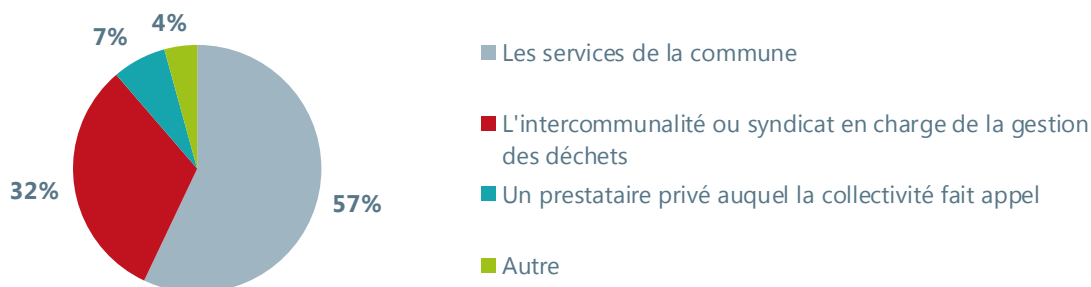 4%
7%
32%
57%
Les services de la commune
L'intercommunalité ou syndicat en charge de la gestion
des déchets
Un prestataire privé auquel la collectivité fait appel
Autre